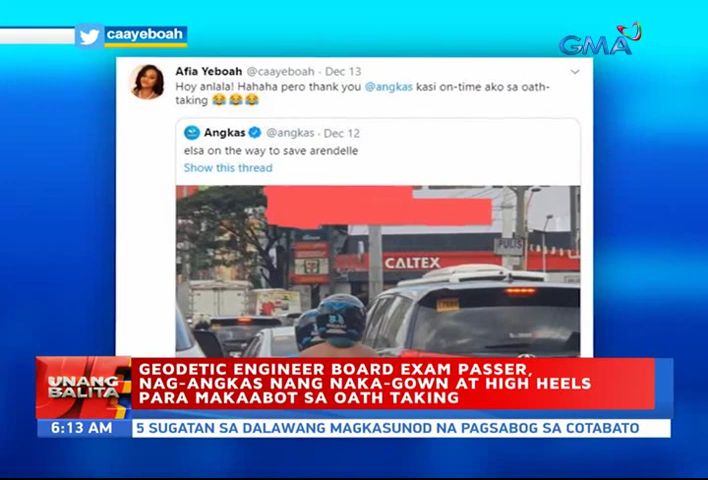 caayeboah
GMA
Afia Yeboah @caayeboah · Dec 13
Hoy anlala! Hahaha pero thank you @angkas kasi on-time ako sa oath-
taking 😂😂😂
Angkas @angkas · Dec 12
elsa on the way to save arendelle
Show this thread
PULIS
CALTEX
UNANG
BALITA
GEODETIC ENGINEER BOARD EXAM PASSER,
NAG-ANGKAS NANG NAKA-GOWN AT HIGH HEELS
PARA MAKAABOT SA OATH TAKING
6:13 AM
5 SUGATAN SA DALAWANG MAGKASUNOD NA PAGSABOG SA COTABATO